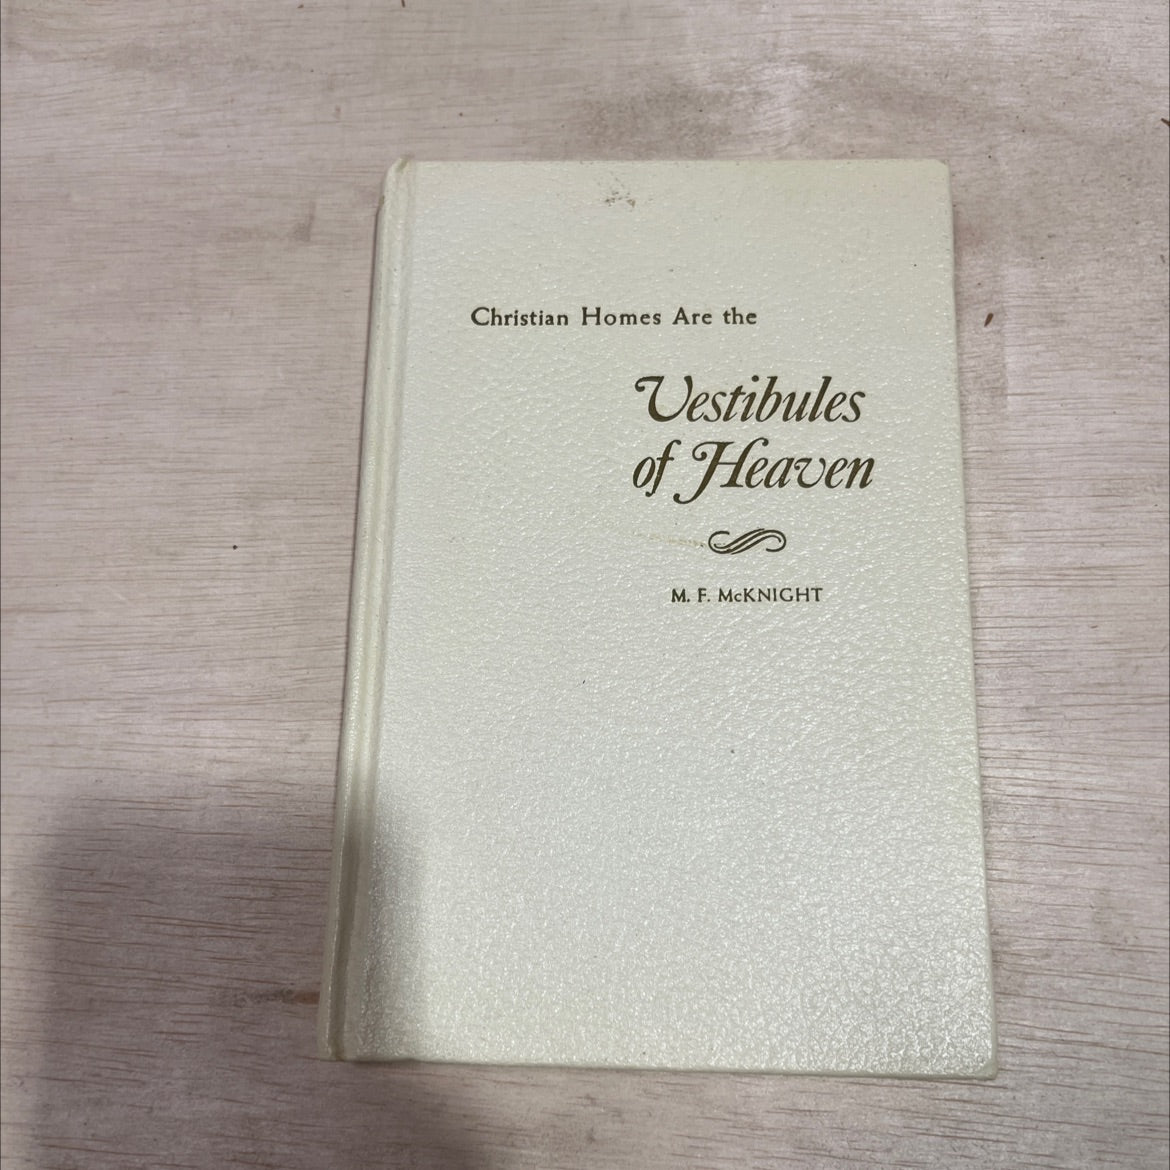 Christian Homes Are the
Vestibules
of Heaven
M. F. McKNIGHT